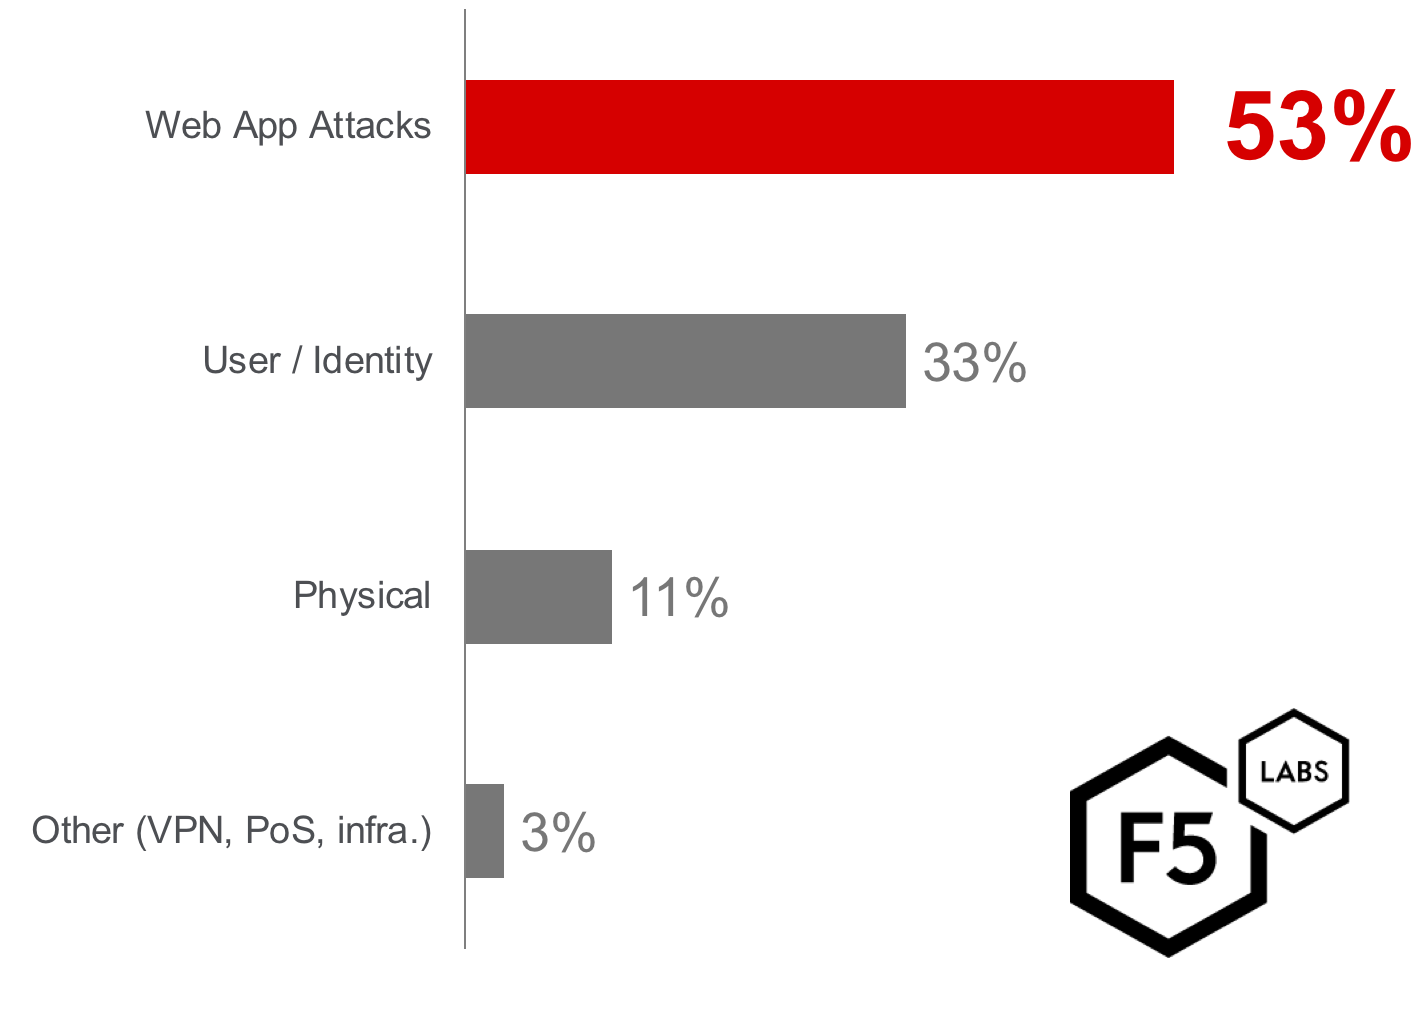 Web App Attacks 53%
User / Identity 33%
Physical 11%
Other (VPN, PoS, infra.) 3%
LABS
F5